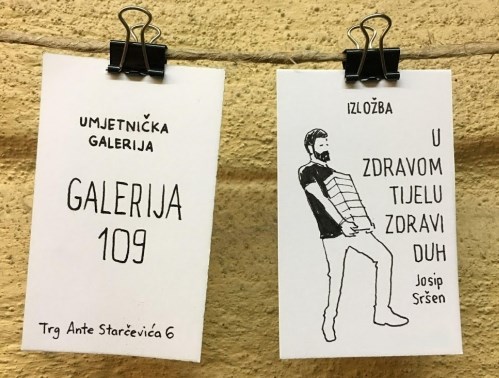 UMJETNIČKA
GALERIJA
GALERIJA
109
Trg Ante Starčevića 6
IZLOŽBA
U
ZDRAVOM
TIJELU
ZDRAVI
DUH
Josip
Sršen